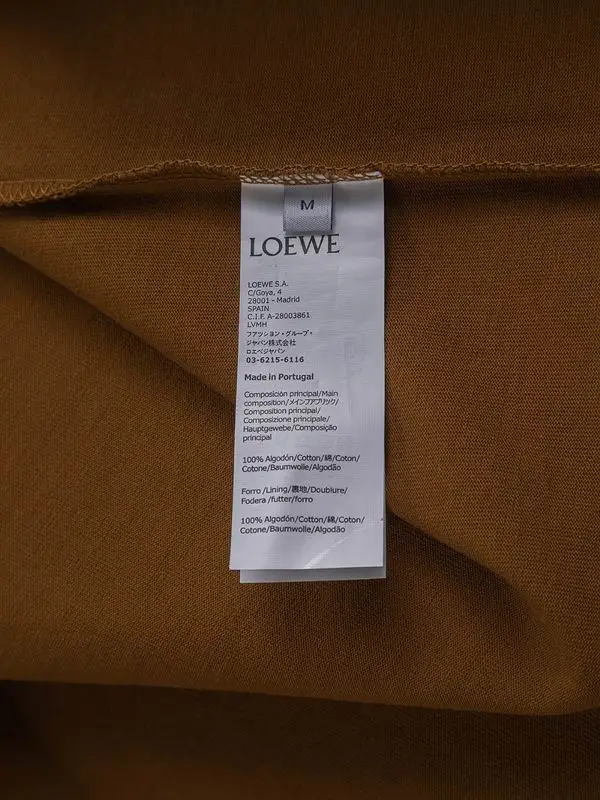 M
LOEWE
LOEWE S.A.
C/Goya, 4
28001 - Madrid
SPAIN
C.I.F. A-28003861
LVMH
ファッション・グループ・
ジャパン株式会社
ロエベジャパン
03-6215-6116
Made in Portugal
Composición principal/Main
composition/メインファブリック/
Composition principal/
Composizione principale/
Hauptgewebe/Composição
principal
100% Algodón/Cotton/綿/Coton/
Cotone/Baumwolle/Algodão
Forro /Lining/裏地/Doublure/
Fodera /futter/forro
100% Algodón/Cotton/綿/Coton/
Cotone/Baumwolle/Algodão